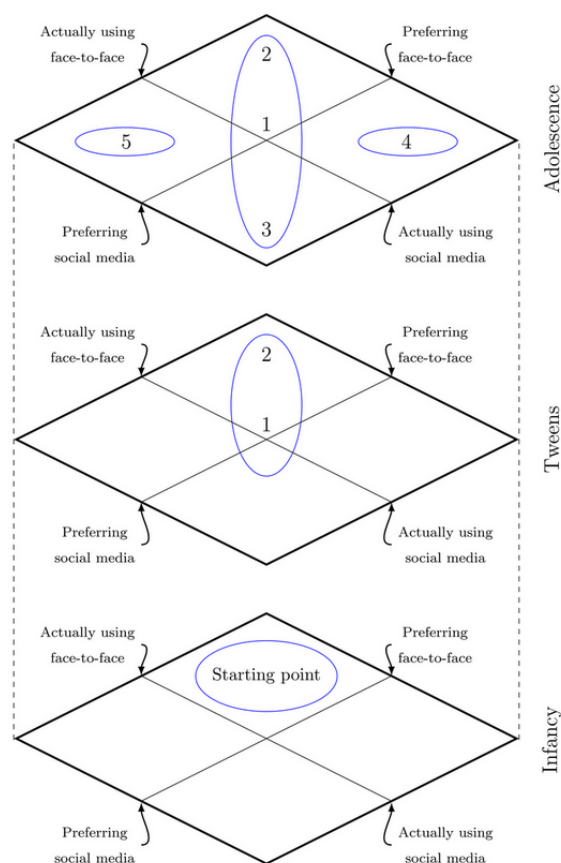 Actually using
face-to-face
Preferring
face-to-face
2
1
5
4
3
Preferring
social media
Actually using
social media
Adolescence
Actually using
face-to-face
Preferring
face-to-face
2
1
Preferring
social media
Actually using
social media
Tweens
Actually using
face-to-face
Preferring
face-to-face
Starting point
Preferring
social media
Actually using
social media
Infancy